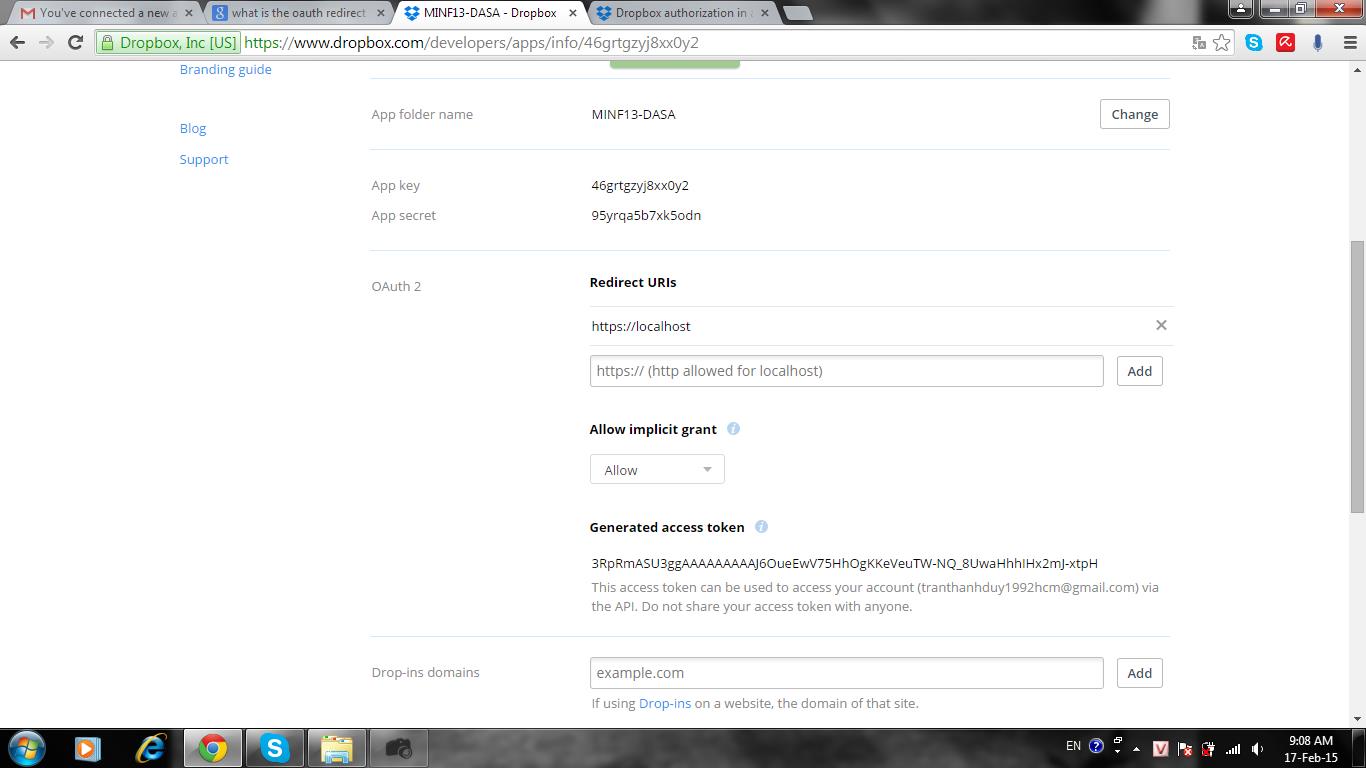 You've connected a new a
what is the oauth redirect
MINF13-DASA - Dropbox
Dropbox authorization in
Dropbox, Inc [US] https://www.dropbox.com/developers/apps/info/46grtgzyj8xx0y2
Branding guide
Blog
Support
App folder name MINF13-DASA Change
App key 46grtgzyj8xx0y2
App secret 95yrqa5b7xk5odn
OAuth 2 Redirect URIs
https://localhost
https:// (http allowed for localhost) Add
Allow implicit grant
Allow
Generated access token
3RpRmASU3ggAAAAAAAAAJ6OueEwV75HhOgKKeVeuTW-NQ_8UwaHhhIHx2mJ-xtpH
This access token can be used to access your account (tranthanhduy1992hcm@gmail.com) via
the API. Do not share your access token with anyone.
Drop-ins domains example.com Add
If using Drop-ins on a website, the domain of that site.
EN
9:08 AM
17-Feb-15